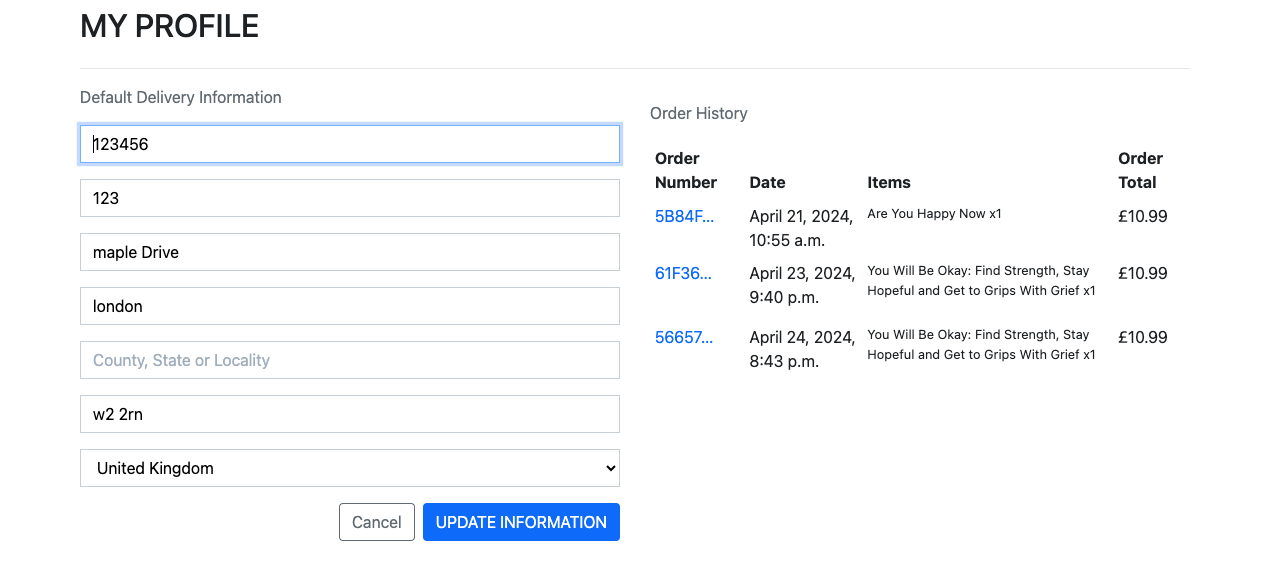 MY PROFILE
Default Delivery Information
123456
123
maple Drive
london
County, State or Locality
w2 2rn
United Kingdom
Cancel
UPDATE INFORMATION
Order History
Order
Number Date Items Order
Total
5B84F... April 21, 2024,
10:55 a.m. Are You Happy Now x1 £10.99
61F36... April 23, 2024,
9:40 p.m. You Will Be Okay: Find Strength, Stay
Hopeful and Get to Grips With Grief x1 £10.99
56657... April 24, 2024,
8:43 p.m. You Will Be Okay: Find Strength, Stay
Hopeful and Get to Grips With Grief x1 £10.99